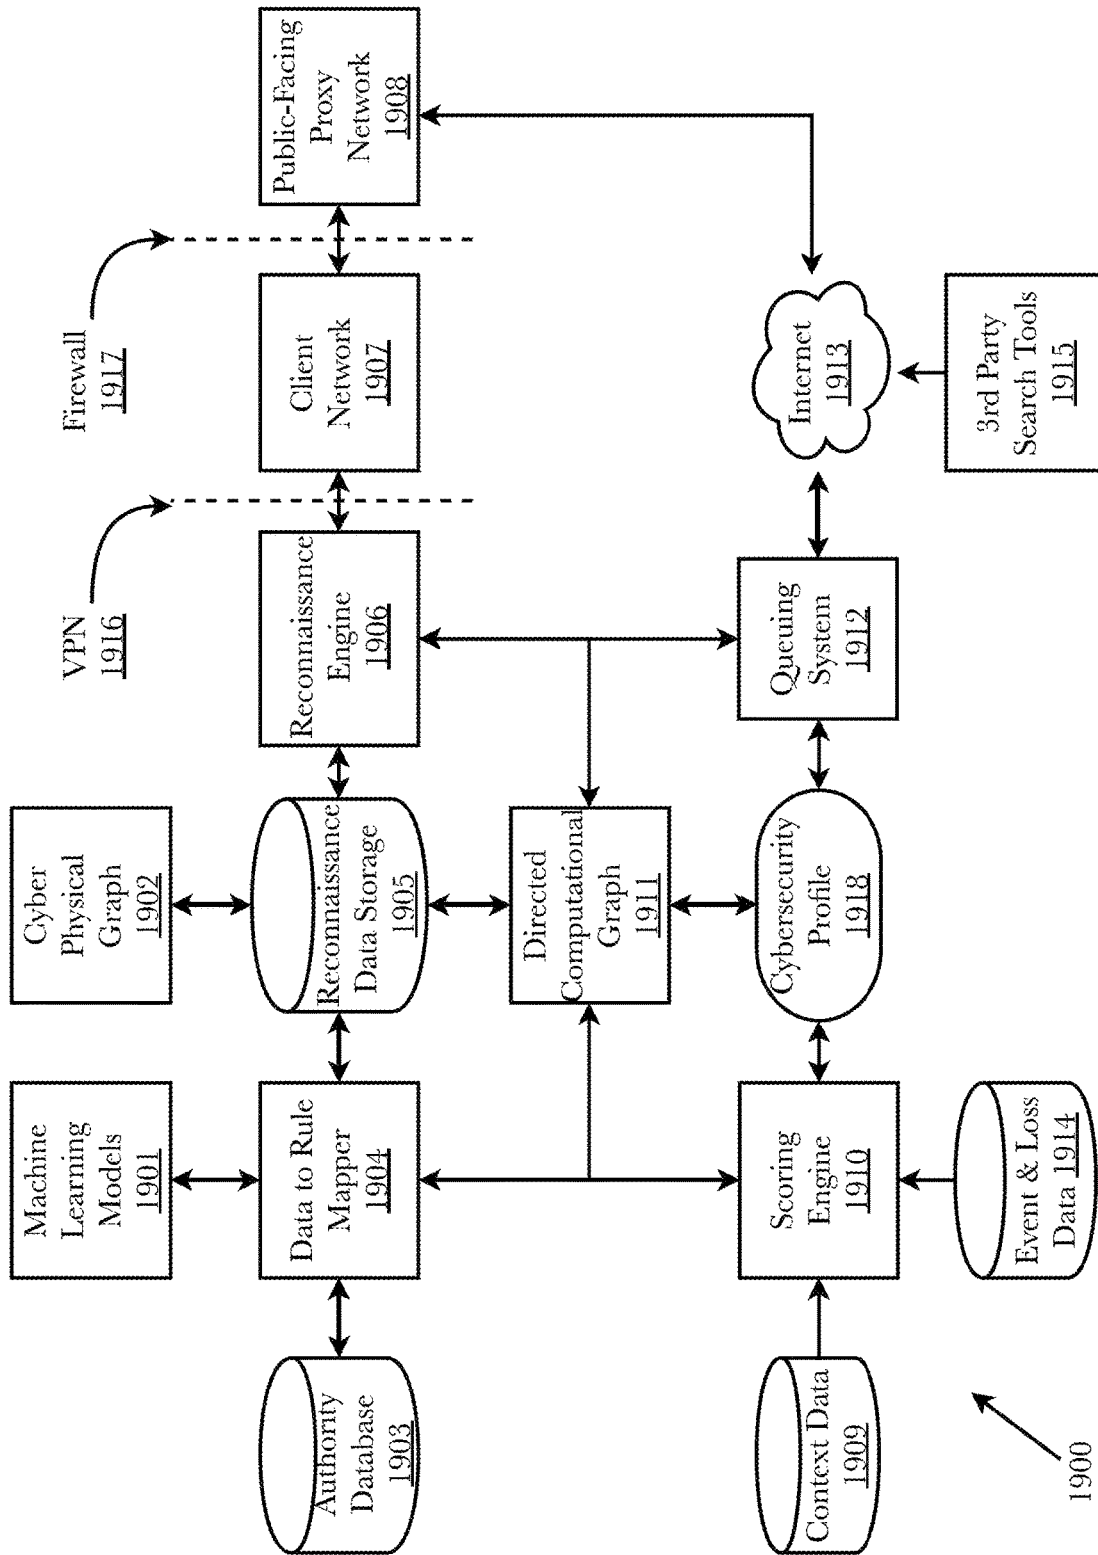 Machine
Learning
Models
1901
Cyber
Physical
Graph
1902
VPN
1916
Firewall
1917
Authority
Database
1903
Data to Rule
Mapper
1904
Reconnaissance
Data Storage
1905
Reconnaissance
Engine
1906
Client
Network
1907
Public-Facing
Proxy
Network
1908
Directed
Computational
Graph
1911
Context Data
1909
Scoring
Engine
1910
Cybersecurity
Profile
1918
Queuing
System
1912
Internet
1913
Event & Loss
Data 1914
3rd Party
Search Tools
1915
1900